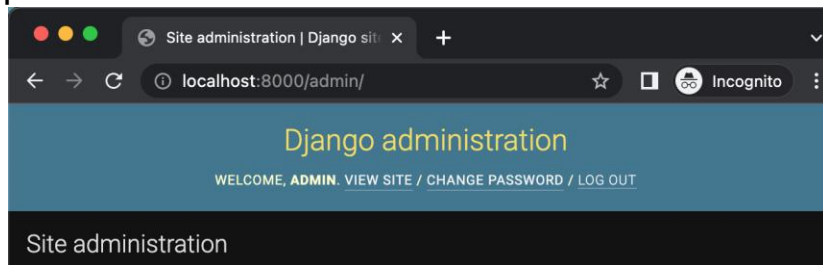 Site administration | Django sit
localhost:8000/admin/
Incognito
Django administration
WELCOME, ADMIN. VIEW SITE / CHANGE PASSWORD / LOG OUT
Site administration